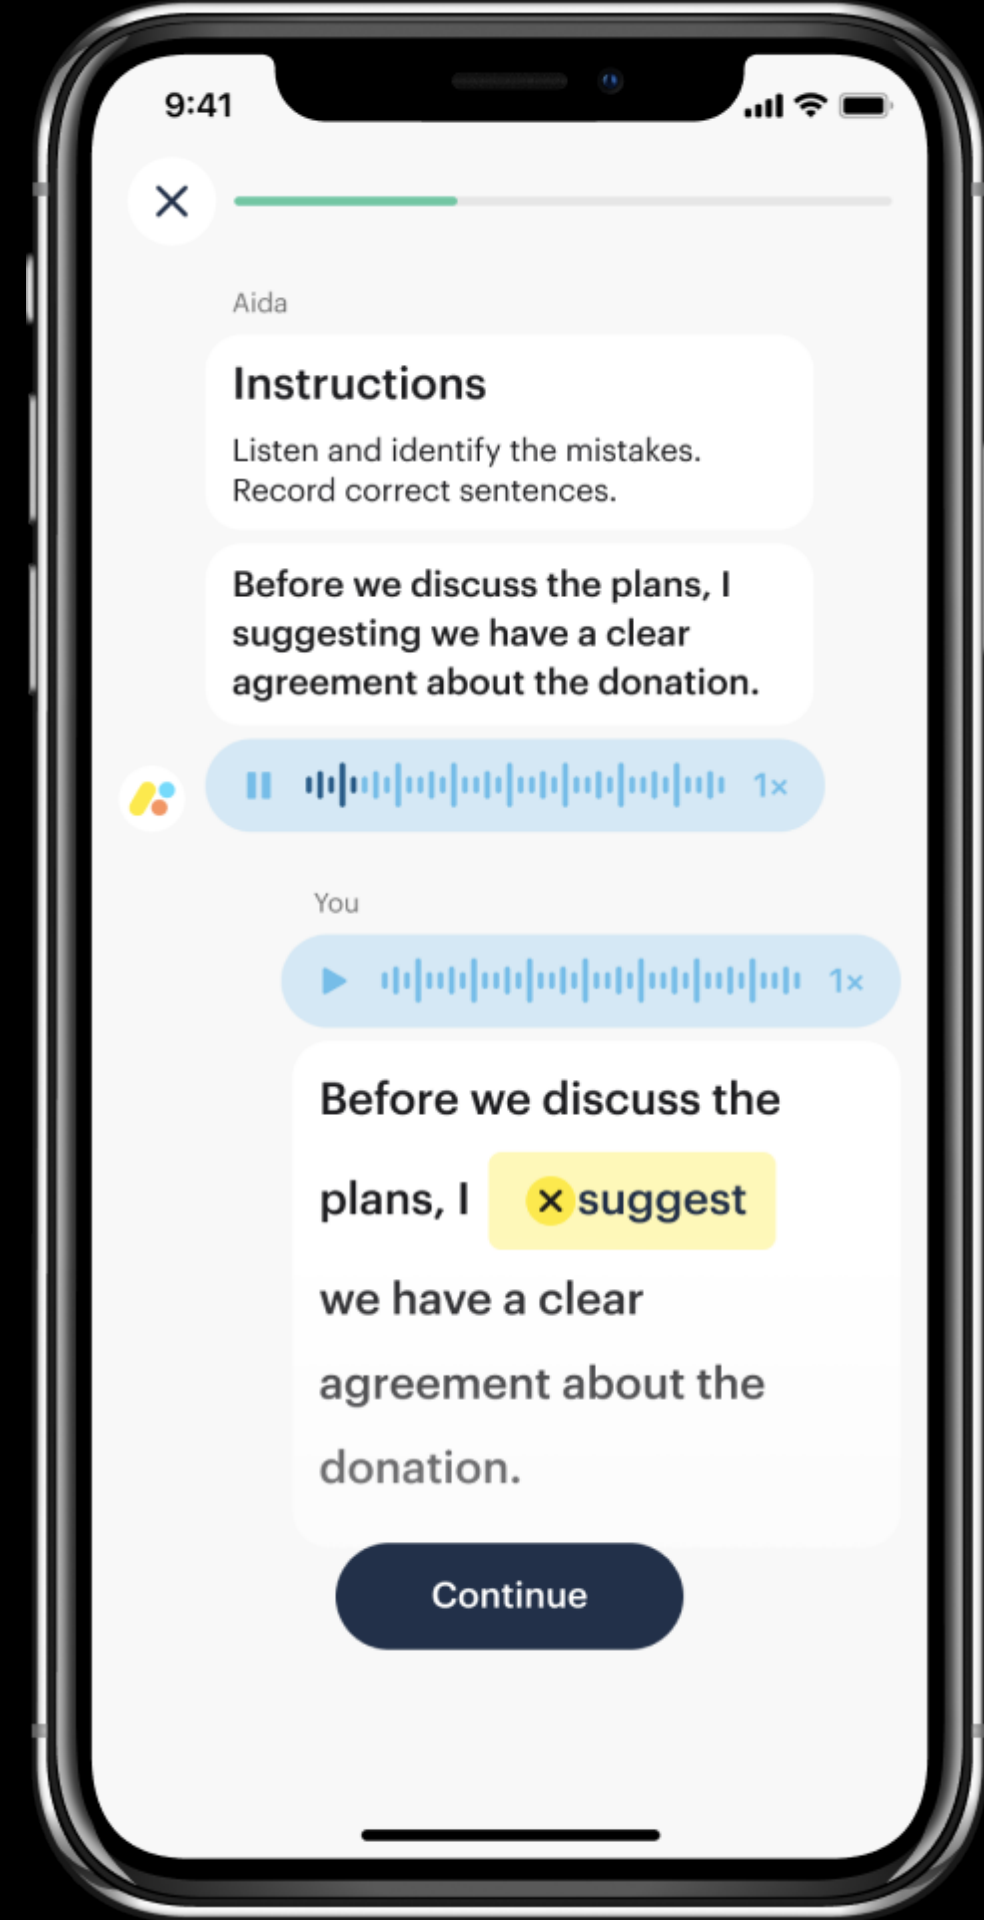 9:41
Aida
Instructions
Listen and identify the mistakes.
Record correct sentences.
Before we discuss the plans, I
suggesting we have a clear
agreement about the donation.
1×
You
1×
Before we discuss the
plans, I suggest
we have a clear
agreement about the
donation.
Continue